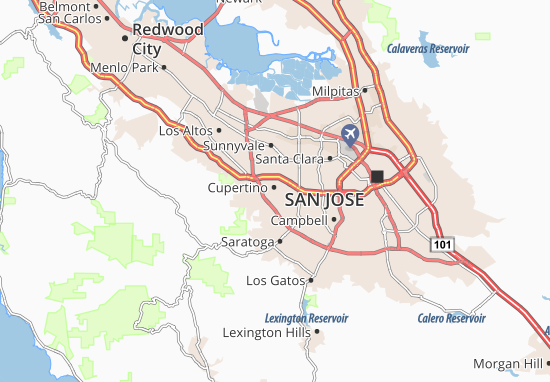 Newark
Belmont
San Carlos
Redwood
City
Calaveras Reservoir
Menlo Park
Milpitas
Los Altos
Sunnyvale
Santa Clara
Cupertino
SAN JOSE
Campbell
Saratoga
101
Los Gatos
Lexington Reservoir
Calero Reservoir
Lexington Hills
Morgan Hill